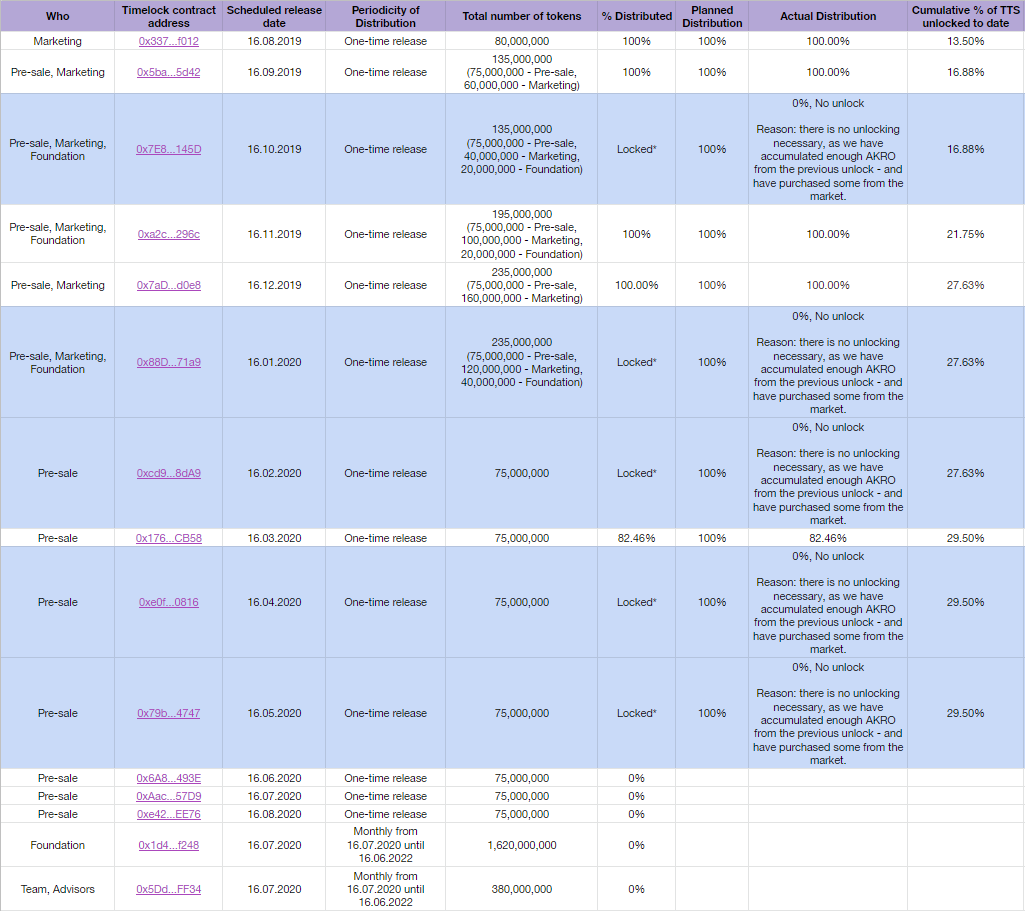 Who
Timelock contract address
Scheduled release date
Periodicity of Distribution
Total number of tokens
% Distributed
Planned Distribution
Actual Distribution
Cumulative % of TTS unlocked to date
Marketing
0x337...f012
16.08.2019
One-time release
80,000,000
100%
100%
100.00%
13.50%
Pre-sale, Marketing
0x5ba...5d42
16.09.2019
One-time release
135,000,000
(75,000,000 - Pre-sale,
60,000,000 - Marketing)
100%
100%
100.00%
16.88%
Pre-sale, Marketing,
Foundation
0x7E8...145D
16.10.2019
One-time release
135,000,000
(75,000,000 - Pre-sale,
40,000,000 - Marketing,
20,000,000 - Foundation)
Locked*
100%
0%, No unlock
Reason: there is no unlocking
necessary, as we have
accumulated enough AKRO
from the previous unlock - and
have purchased some from the
market.
16.88%
Pre-sale, Marketing,
Foundation
0xa2c...296c
16.11.2019
One-time release
195,000,000
(75,000,000 - Pre-sale,
100,000,000 - Marketing,
20,000,000 - Foundation)
100%
100%
100.00%
21.75%
Pre-sale, Marketing
0x7aD...d0e8
16.12.2019
One-time release
235,000,000
(75,000,000 - Pre-sale,
160,000,000 - Marketing)
100.00%
100%
100.00%
27.63%
Pre-sale, Marketing,
Foundation
0x88D...71a9
16.01.2020
One-time release
235,000,000
(75,000,000 - Pre-sale,
120,000,000 - Marketing,
40,000,000 - Foundation)
Locked*
100%
0%, No unlock
Reason: there is no unlocking
necessary, as we have
accumulated enough AKRO
from the previous unlock - and
have purchased some from the
market.
27.63%
Pre-sale
0xcd9...8dA9
16.02.2020
One-time release
75,000,000
Locked*
100%
0%, No unlock
Reason: there is no unlocking
necessary, as we have
accumulated enough AKRO
from the previous unlock - and
have purchased some from the
market.
27.63%
Pre-sale
0x176...CB58
16.03.2020
One-time release
75,000,000
82.46%
100%
82.46%
29.50%
Pre-sale
0xe0f...0816
16.04.2020
One-time release
75,000,000
Locked*
100%
0%, No unlock
Reason: there is no unlocking
necessary, as we have
accumulated enough AKRO
from the previous unlock - and
have purchased some from the
market.
29.50%
Pre-sale
0x79b...4747
16.05.2020
One-time release
75,000,000
Locked*
100%
0%, No unlock
Reason: there is no unlocking
necessary, as we have
accumulated enough AKRO
from the previous unlock - and
have purchased some from the
market.
29.50%
Pre-sale
0x6A8...493E
16.06.2020
One-time release
75,000,000
0%
Pre-sale
0xAac...57D9
16.07.2020
One-time release
75,000,000
0%
Pre-sale
0xe42...EE76
16.08.2020
One-time release
75,000,000
0%
Foundation
0x1d4...f248
16.07.2020
Monthly from
16.07.2020 until
16.06.2022
1,620,000,000
0%
Team, Advisors
0x5Dd...FF34
16.07.2020
Monthly from
16.07.2020 until
16.06.2022
380,000,000
0%